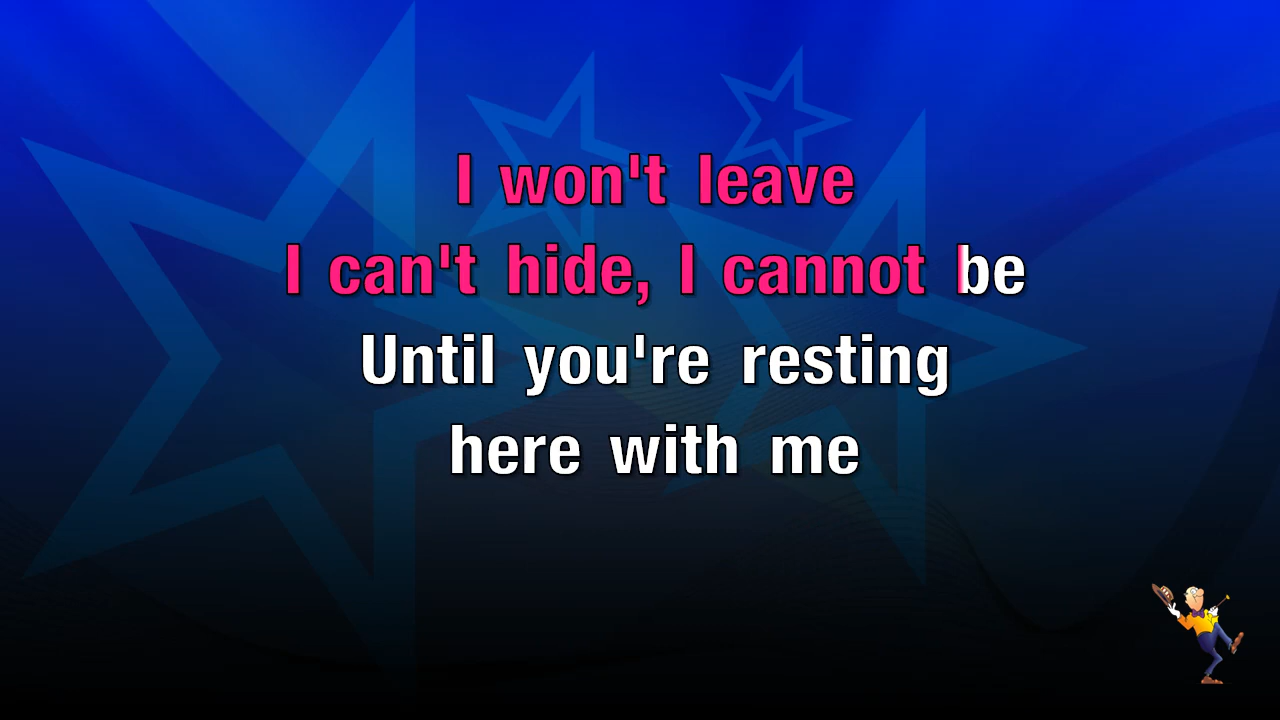 I won't leave
I can't hide, I cannot be
Until you're resting
here with me